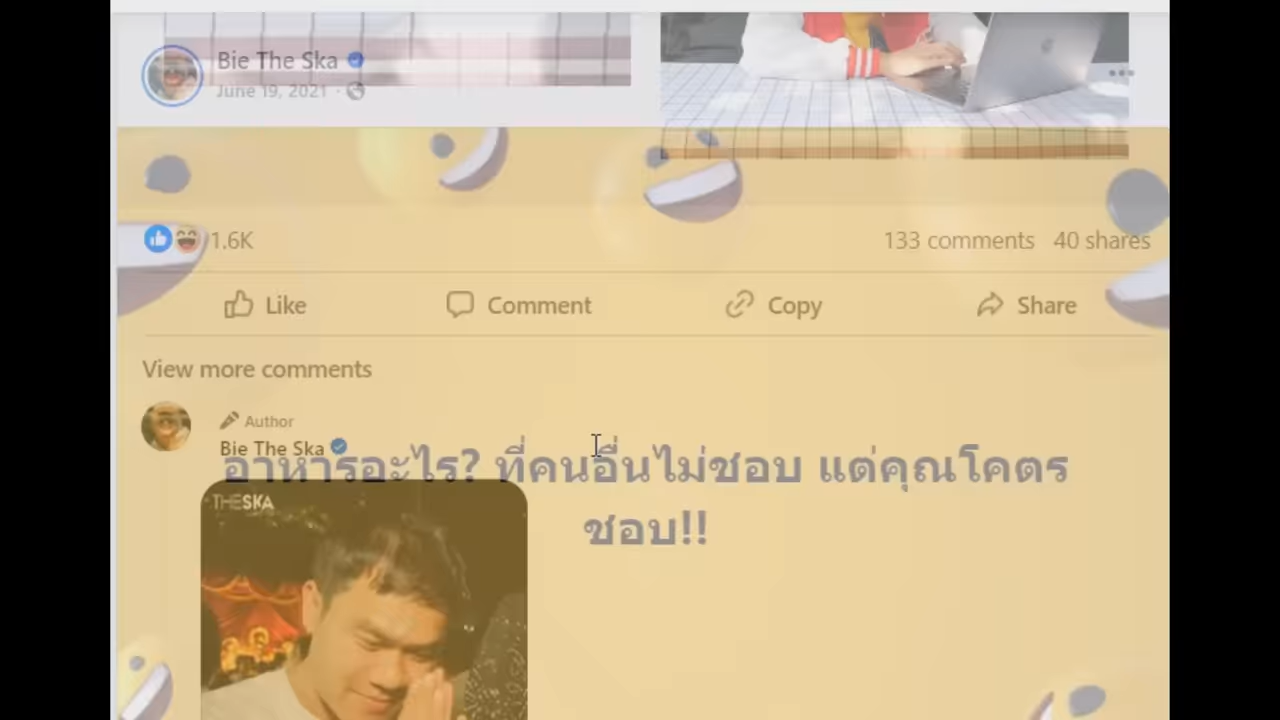 Bie The Ska
June 19, 2021 ·
1.6K
133 comments 40 shares
Like
Comment
Copy
Share
View more comments
Author
Bie The Ska
อาหารอะไร? ที่คนอื่นไม่ชอบ แต่คุณโคตร
ชอบ!!
THESKA